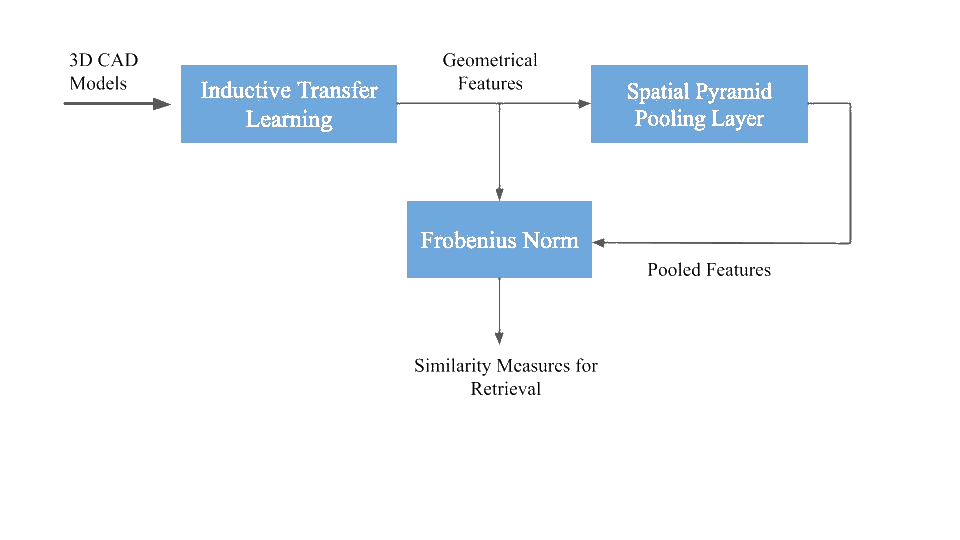 3D CAD
Models
Inductive Transfer
Learning
Geometrical
Features
Spatial Pyramid
Pooling Layer
Frobenius Norm
Pooled Features
Similarity Measures for
Retrieval